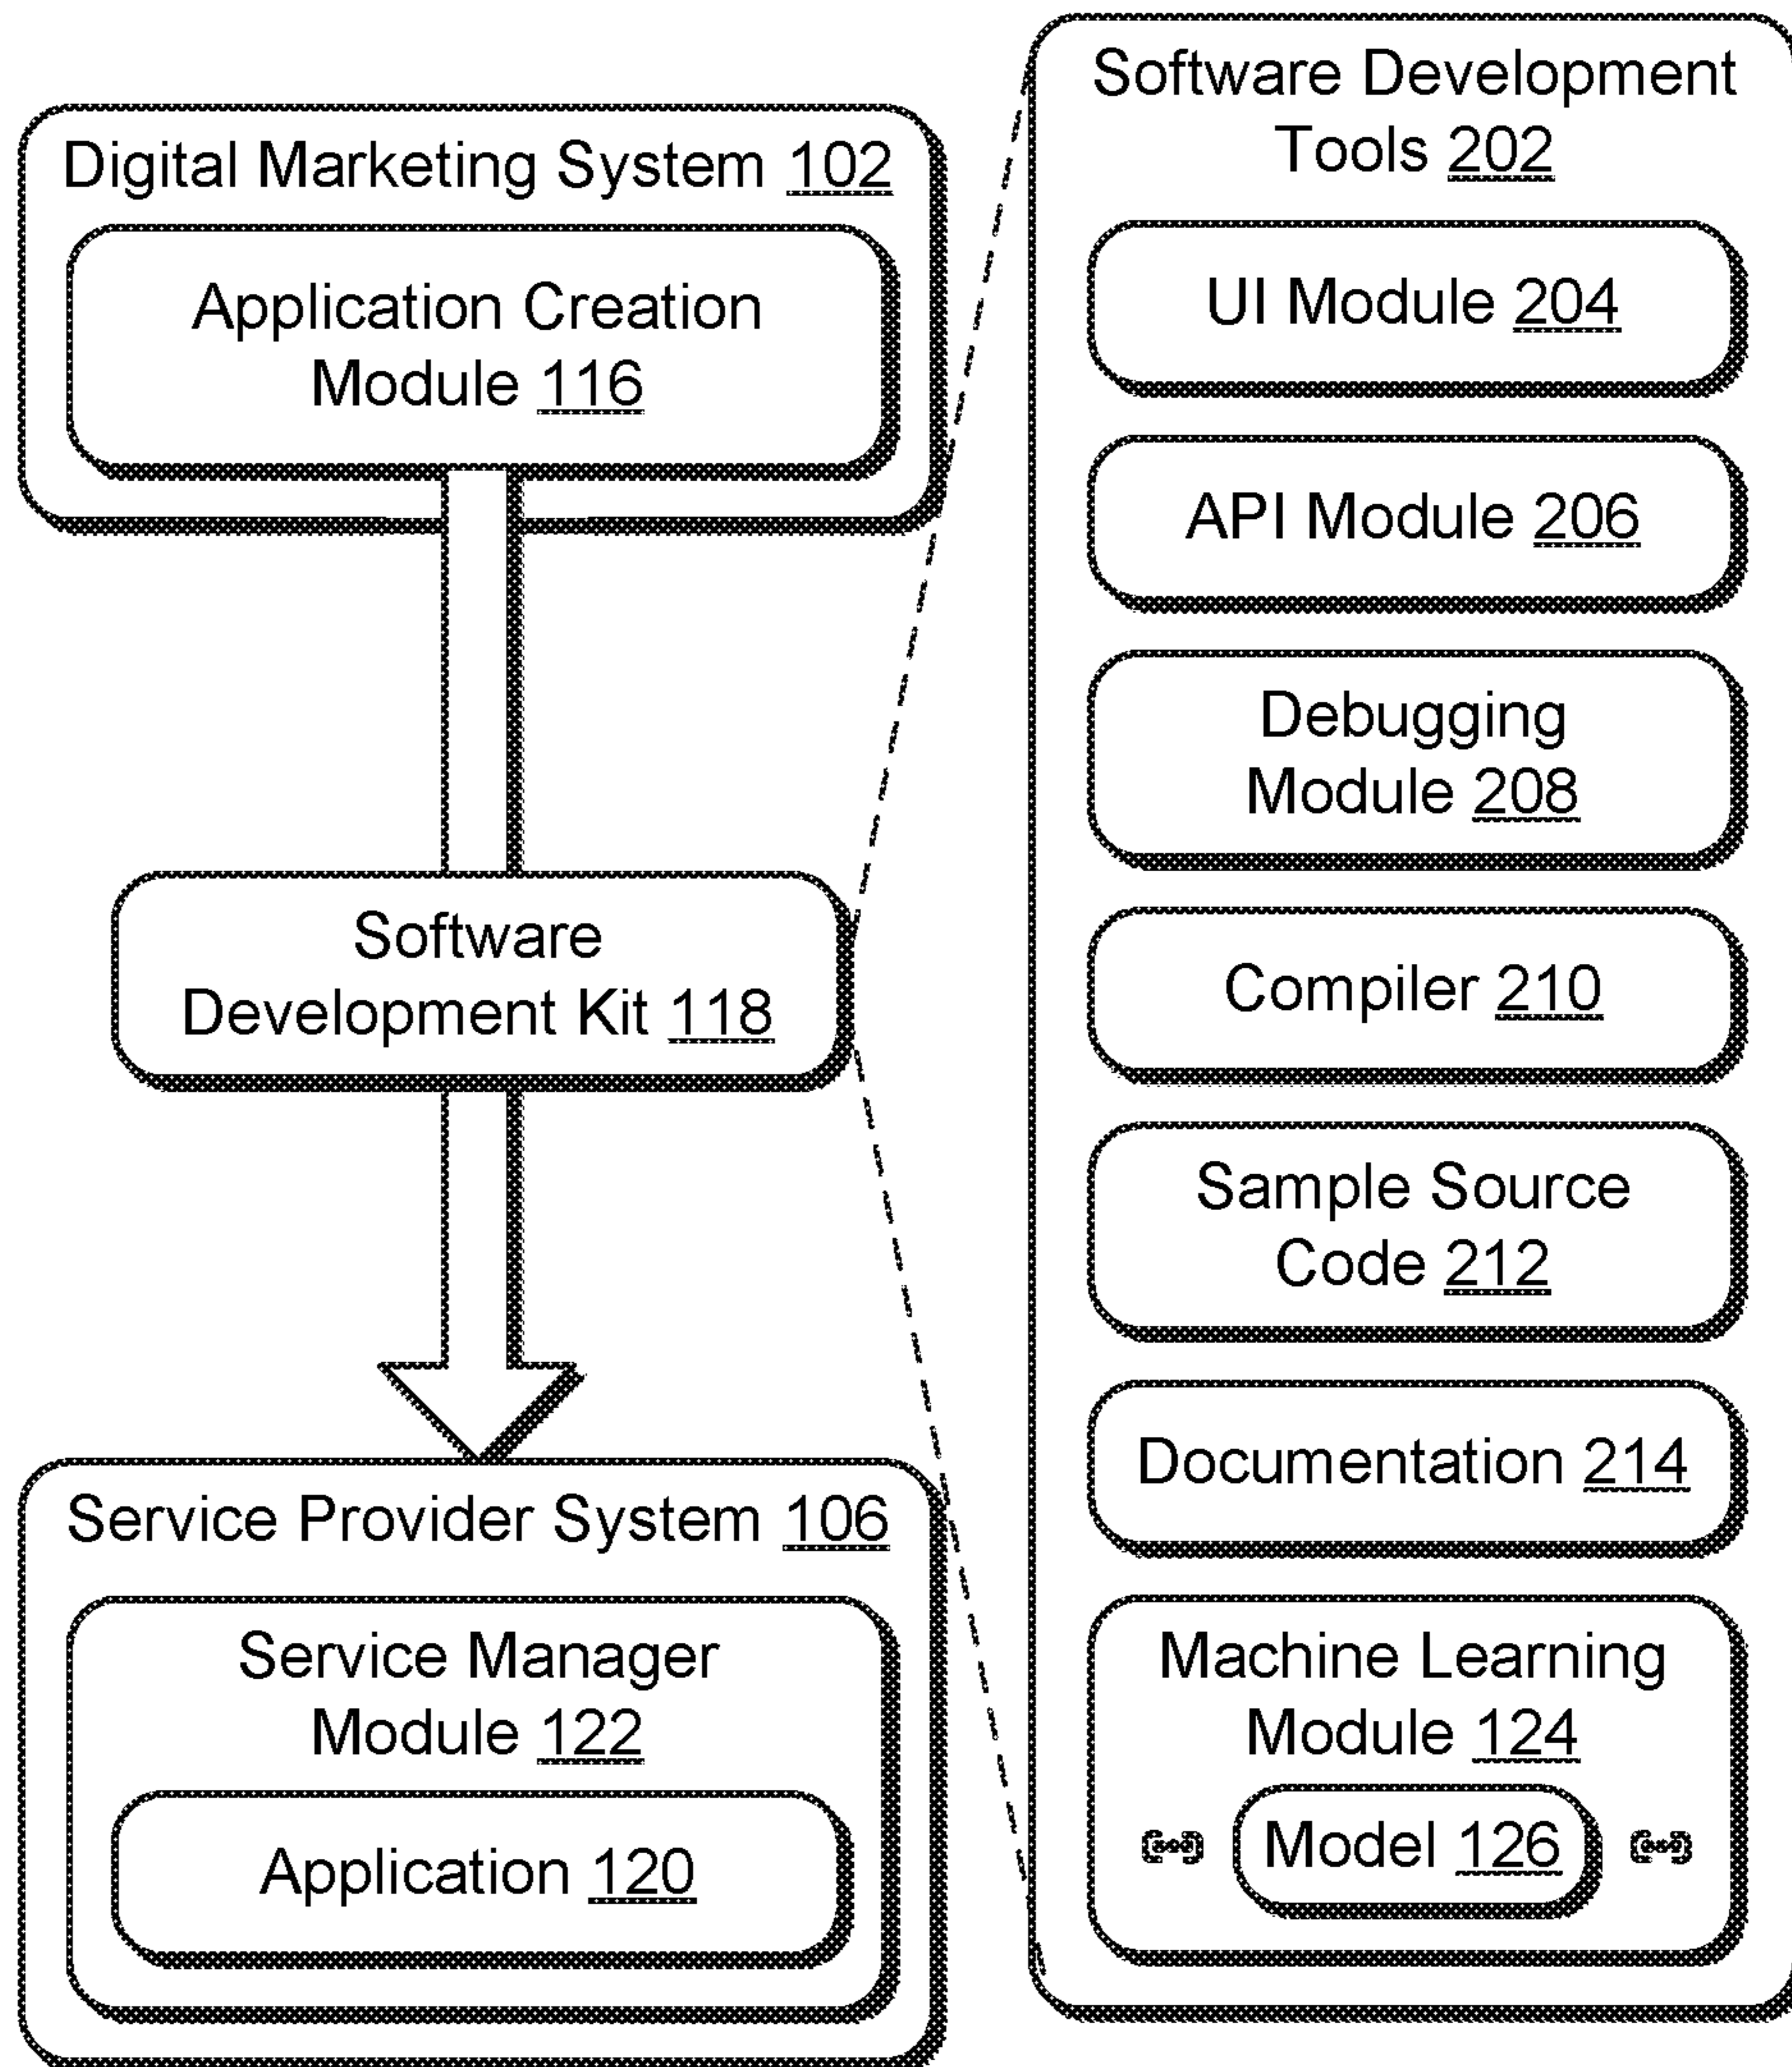 Digital Marketing System 102
Application Creation
Module 116
Software
Development Kit 118
Service Provider System 106
Service Manager
Module 122
Application 120
Software Development
Tools 202
UI Module 204
API Module 206
Debugging
Module 208
Compiler 210
Sample Source
Code 212
Documentation 214
Machine Learning
Module 124
Model 126